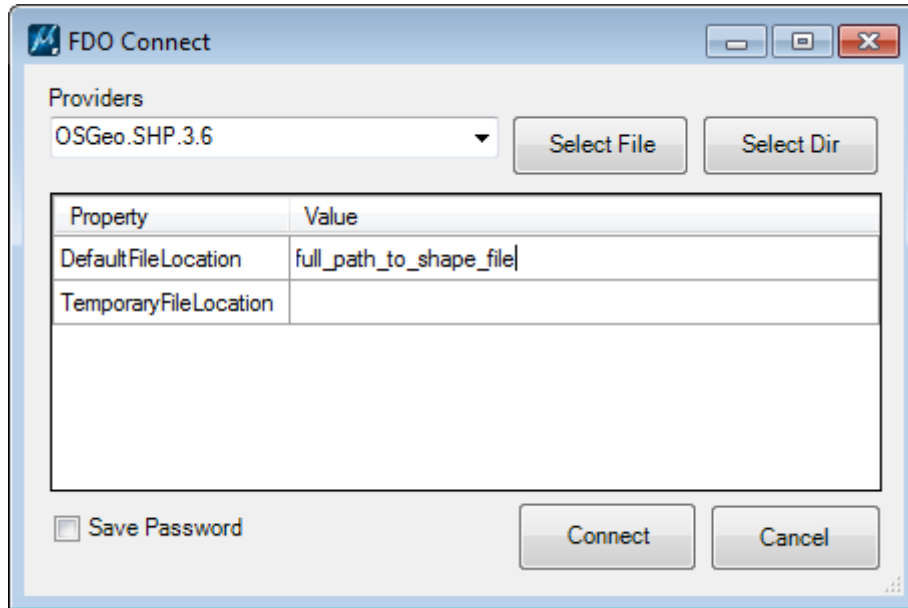 FDO Connect
Providers
OSGeo.SHP.3.6
Select File
Select Dir
Property Value
DefaultFileLocation full_path_to_shape_file
TemporaryFileLocation
Save Password
Connect
Cancel